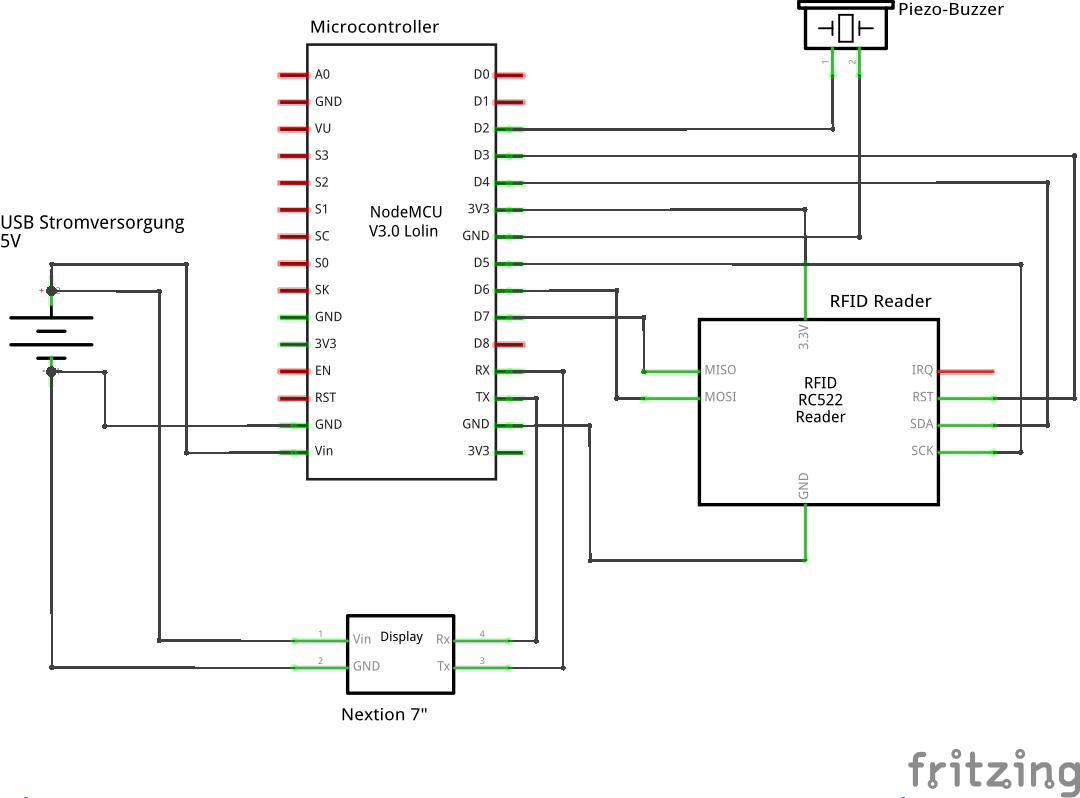 Microcontroller
Piezo-Buzzer
1
2
A0
GND
VU
S3
S2
S1
SC
S0
SK
GND
3V3
EN
RST
GND
Vin
NodeMCU
V3.0 Lolin
D0
D1
D2
D3
D4
3V3
GND
D5
D6
D7
D8
RX
TX
GND
3V3
USB Stromversorgung
5V
+
RFID Reader
3.3V
MISO
MOSI
RFID
RC522
Reader
IRQ
RST
SDA
SCK
GND
1
2
Vin
GND
Display
Rx
Tx
4
3
Nextion 7"
fritzing